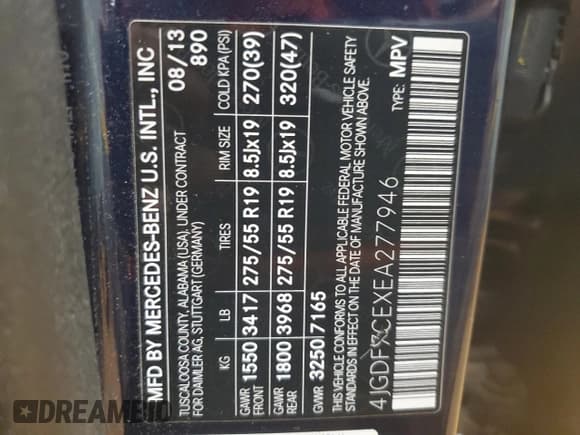 MFD BY MERCEDES-BENZ U.S. INTL., INC
TUSCALOOSA COUNTY, ALABAMA (USA), UNDER CONTRACT
FOR DAIMLER AG, STUTTGART (GERMANY)
08/13
890
KG LB TIRES RIM SIZE COLD KPA (PSI)
GAWR FRONT 1550 3417 275/55 R19 8.5Jx19 270(39)
GAWR REAR 1800 3968 275/55 R19 8.5Jx19 320(47)
GVWR 3250 7165
THIS VEHICLE CONFORMS TO ALL APPLICABLE FEDERAL MOTOR VEHICLE SAFETY
STANDARDS IN EFFECT ON THE DATE OF MANUFACTURE SHOWN ABOVE.
TYPE: MPV
DREAMBID